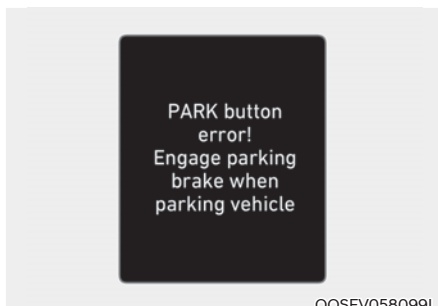 PARK button
error!
Engage parking
brake when
parking vehicle
OOSEV058099L